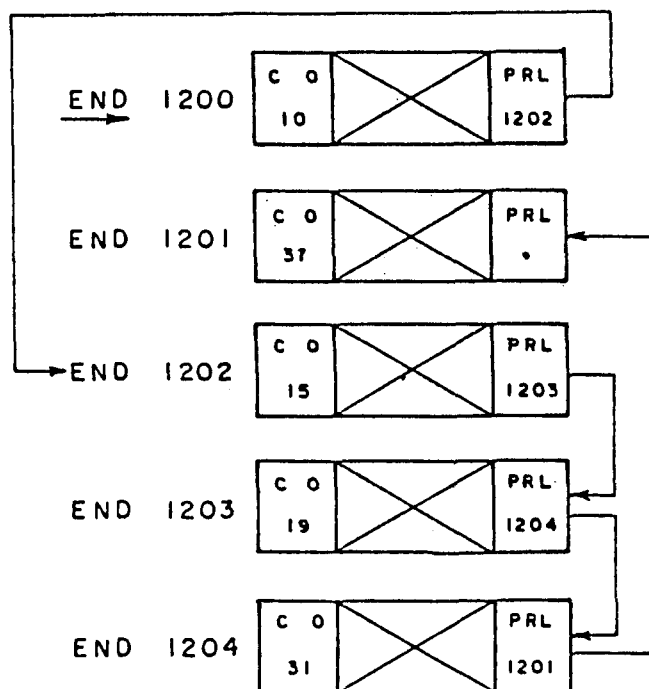 C O PRL
END 1200
10 1202
C O PRL
END 1201
37 •
C O PRL
END 1202
15 1203
C O PRL
END 1203
19 1204
C O PRL
END 1204
31 1201